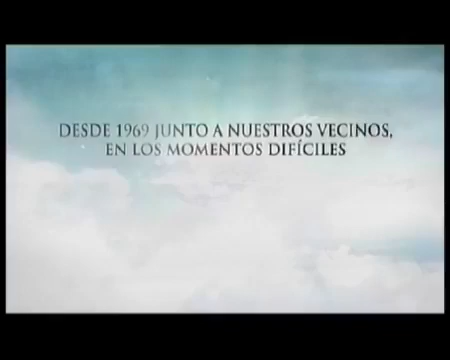 DESDE 1969 JUNTO A NUESTROS VECINOS,
EN LOS MOMENTOS DIFÍCILES